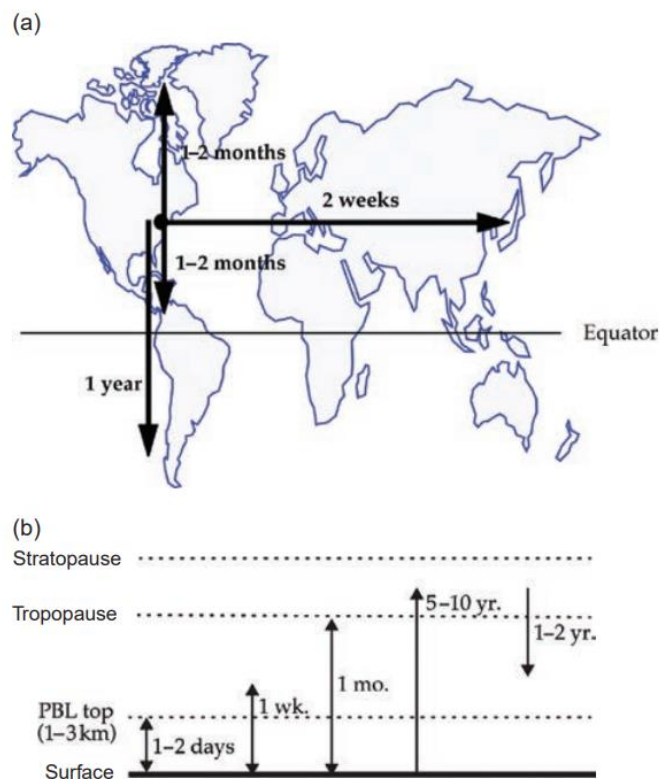 (a)
1–2 months
2 weeks
1–2 months
Equator
1 year
(b)
Stratopause
Tropopause
5–10 yr.
1–2 yr.
1 mo.
PBL top
(1–3 km)
1 wk.
1–2 days
Surface